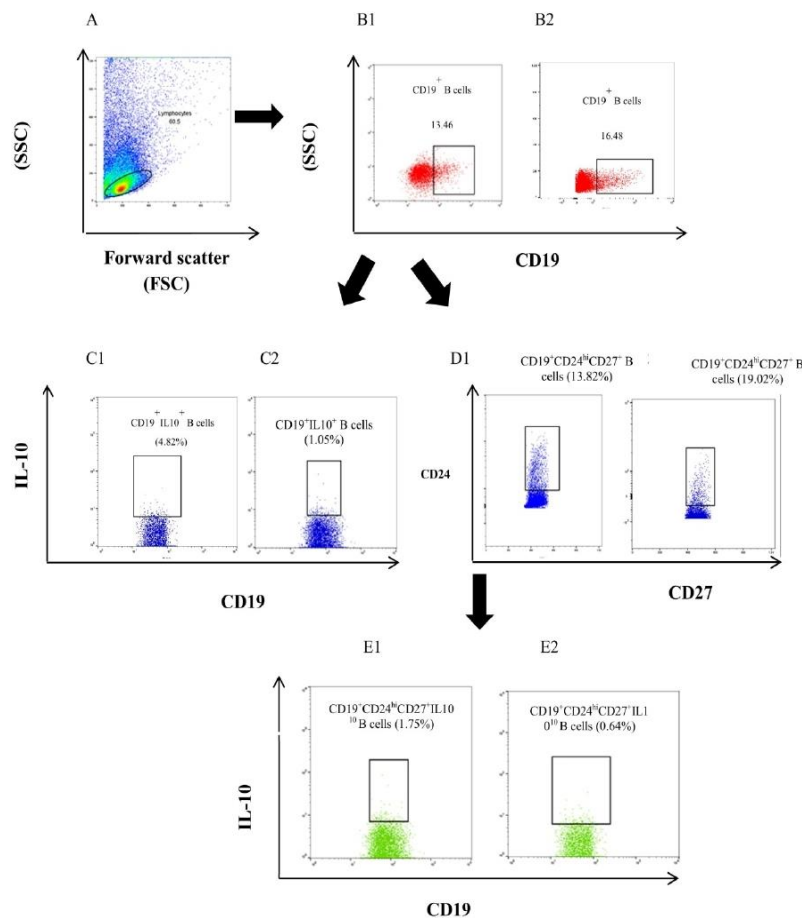 A
B1
B2
Lymphocytes
60.5
+
CD19 B cells
13.46
+
CD19 B cells
16.48
(SSC)
(SSC)
Forward scatter
(FSC)
CD19
C1
C2
D1
CD19⁺CD24ʰⁱCD27⁺ B
cells (13.82%)
CD19⁺CD24ʰⁱCD27⁺ B
cells (19.02%)
+ +
CD19 IL10 B cells
(4.82%)
CD19⁺IL10⁺ B cells
(1.05%)
IL-10
CD24
CD19
CD27
E1
E2
CD19⁺CD24ʰⁱCD27⁺IL10
¹⁰ B cells (1.75%)
CD19⁺CD24ʰⁱCD27⁺IL1
0¹⁰ B cells (0.64%)
IL-10
CD19